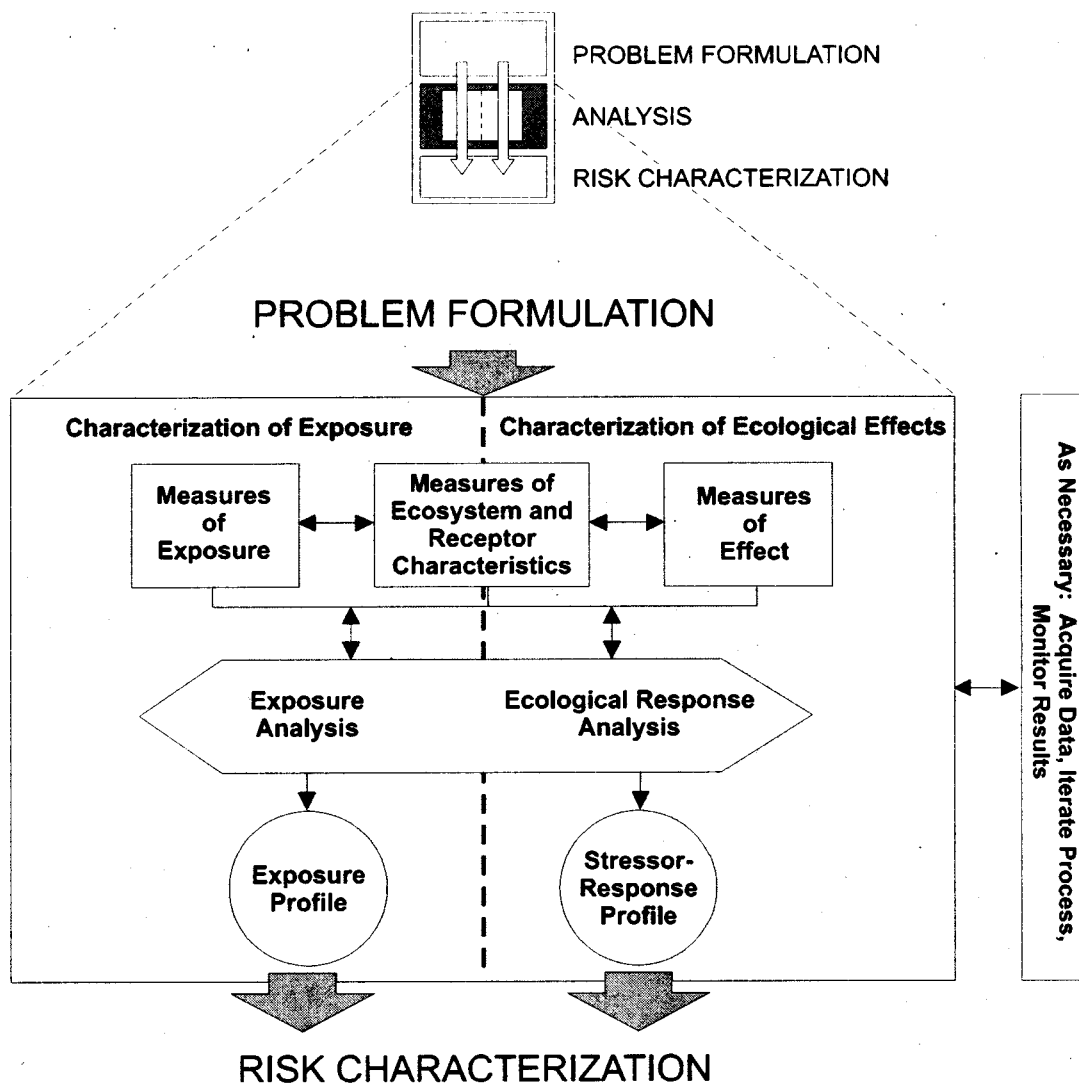 PROBLEM FORMULATION
ANALYSIS
RISK CHARACTERIZATION
PROBLEM FORMULATION
Characterization of Exposure
Characterization of Ecological Effects
Measures
of
Exposure
Measures of
Ecosystem and
Receptor
Characteristics
Measures
of
Effect
Exposure
Analysis
Ecological Response
Analysis
Exposure
Profile
Stressor-
Response
Profile
As Necessary: Acquire Data, Iterate Process,
Monitor Results
RISK CHARACTERIZATION